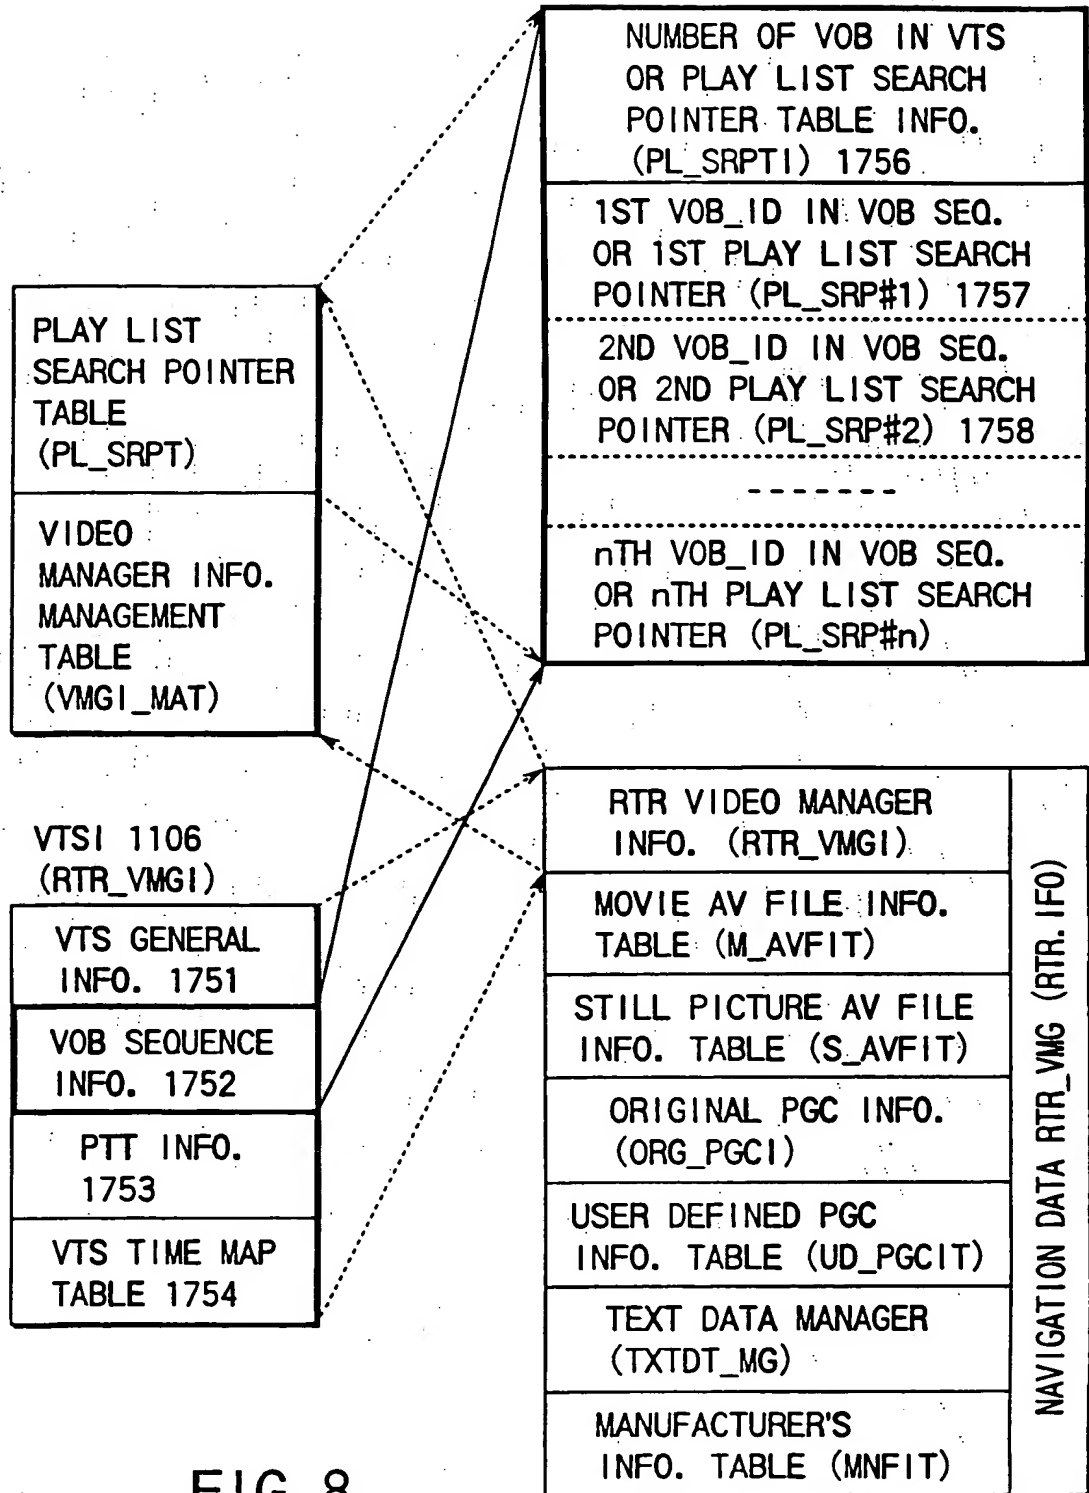 NUMBER OF VOB IN VTS
OR PLAY LIST SEARCH
POINTER TABLE INFO.
(PL_SRPTI) 1756
1ST VOB_ID IN VOB SEQ.
OR 1ST PLAY LIST SEARCH
POINTER (PL_SRP#1) 1757
2ND VOB_ID IN VOB SEQ.
OR 2ND PLAY LIST SEARCH
POINTER (PL_SRP#2) 1758
-------
nTH VOB_ID IN VOB SEQ.
OR nTH PLAY LIST SEARCH
POINTER (PL_SRP#n)
PLAY LIST
SEARCH POINTER
TABLE
(PL_SRPT)
VIDEO
MANAGER INFO.
MANAGEMENT
TABLE
(VMGI_MAT)
VTSI 1106
(RTR_VMGI)
VTS GENERAL
INFO. 1751
VOB SEQUENCE
INFO. 1752
PTT INFO.
1753
VTS TIME MAP
TABLE 1754
RTR VIDEO MANAGER
INFO. (RTR_VMGI)
MOVIE AV FILE INFO.
TABLE (M_AVFIT)
STILL PICTURE AV FILE
INFO. TABLE (S_AVFIT)
ORIGINAL PGC INFO.
(ORG_PGCI)
USER DEFINED PGC
INFO. TABLE (UD_PGCIT)
TEXT DATA MANAGER
(TXTDT_MG)
MANUFACTURER'S
INFO. TABLE (MNFIT)
NAVIGATION DATA RTR_VMG (RTR.IFO)
FIG. 8